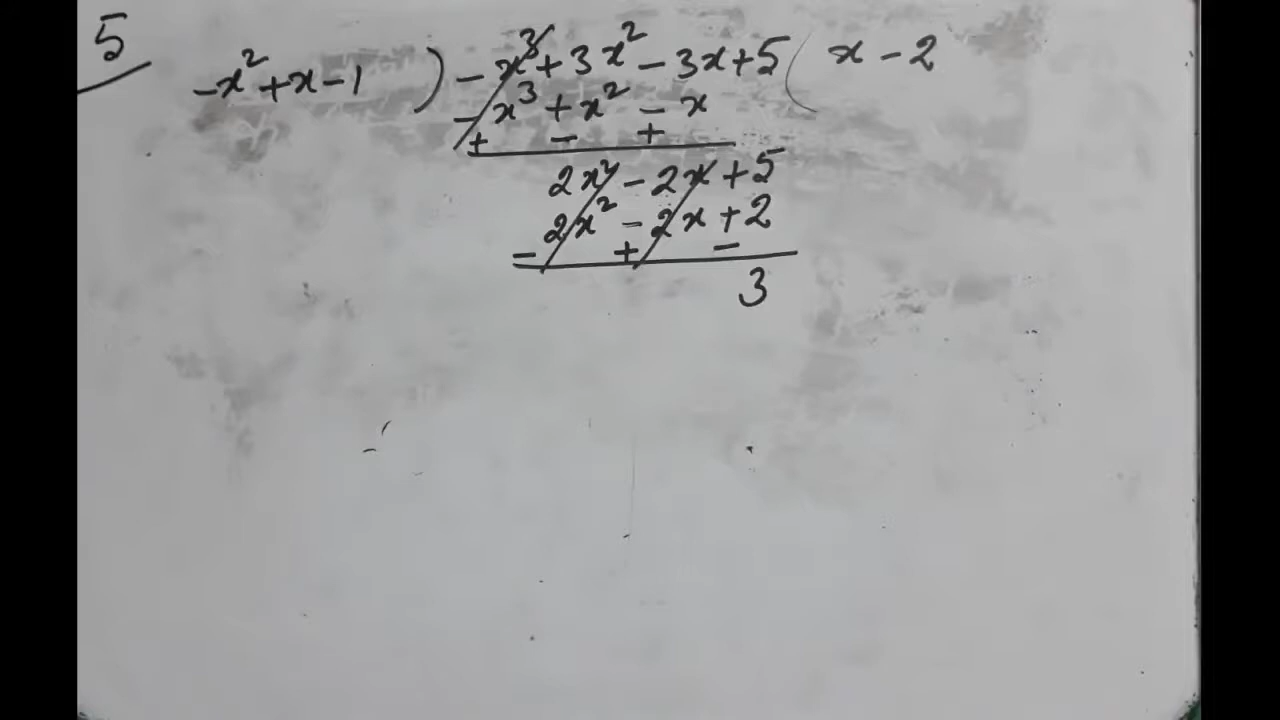 5
-x²+x-1 ) -x³+3x²-3x+5 ( x-2
-x³+x²-x
+ - +
2x²-2x+5
2x²-2x+2
- + -
3